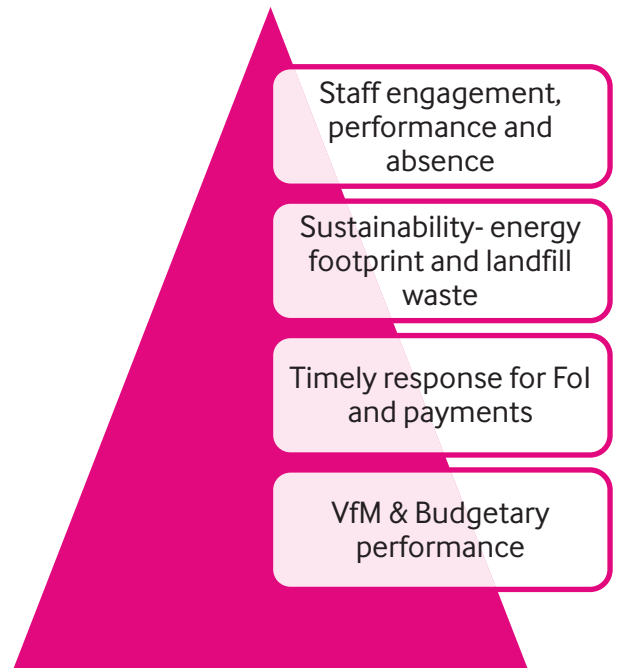 Staff engagement,
performance and
absence
Sustainability- energy
footprint and landfill
waste
Timely response for FoI
and payments
VfM & Budgetary
performance